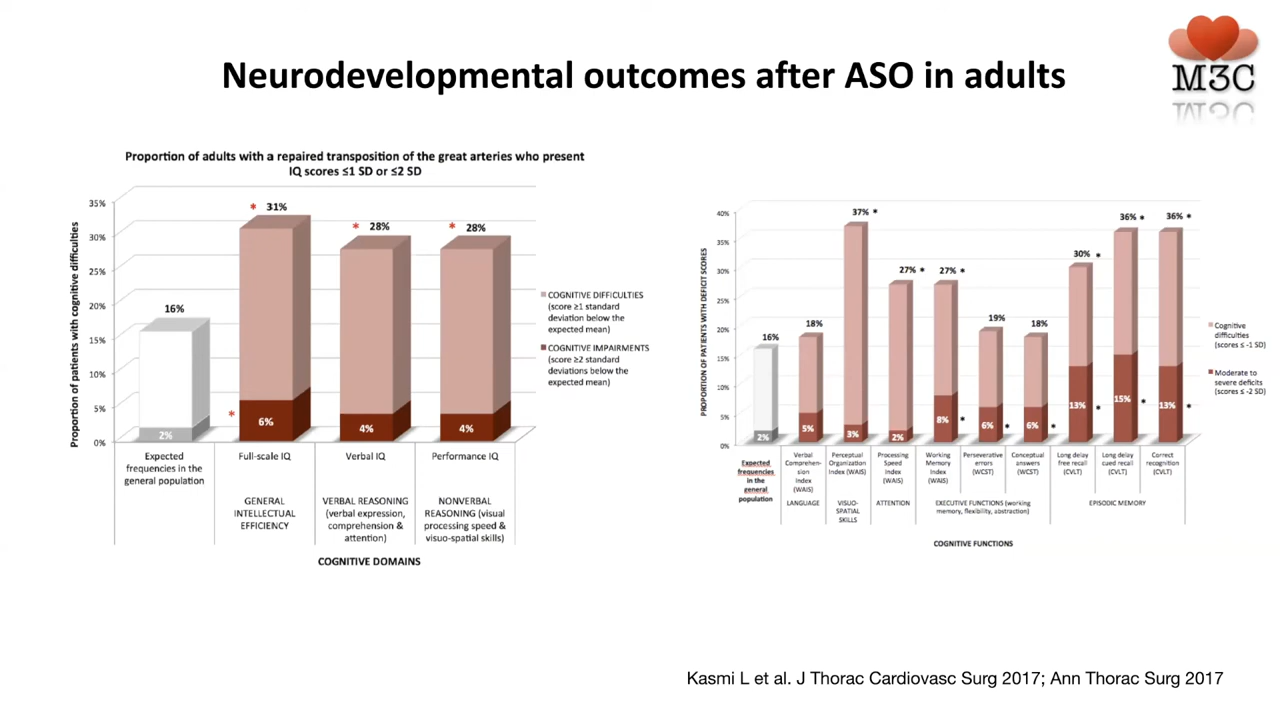 Neurodevelopmental outcomes after ASO in adults
M3C
Proportion of adults with a repaired transposition of the great arteries who present
IQ scores ≤1 SD or ≤2 SD
Proportion of patients with cognitive difficulties
35%
30%
25%
20%
15%
10%
5%
0%
16%
2%
* 31%
* 6%
* 28%
4%
* 28%
4%
COGNITIVE DIFFICULTIES
(score ≥1 standard
deviation below the
expected mean)
COGNITIVE IMPAIRMENTS
(score ≥2 standard
deviations below the
expected mean)
Expected
frequencies in the
general population
Full-scale IQ
Verbal IQ
Performance IQ
GENERAL
INTELLECTUAL
EFFICIENCY
VERBAL REASONING
(verbal expression,
comprehension &
attention)
NONVERBAL
REASONING (visual
processing speed &
visuo-spatial skills)
COGNITIVE DOMAINS
PROPORTION OF PATIENTS WITH DEFICIT SCORES
40%
35%
30%
25%
20%
15%
10%
5%
0%
16%
2%
18%
5%
37% *
3%
27% *
2%
27% *
8% *
19%
6% *
18%
6% *
30% *
13% *
36% *
15% *
36% *
13% *
Cognitive
difficulties
(scores ≤ -1 SD)
Moderate to
severe deficits
(scores ≤ -2 SD)
Expected
frequencies
in the
general
population
Verbal
Comprehen-
sion
Index
(WAIS)
Perceptual
Organization
Index (WAIS)
Processing
Speed
Index
(WAIS)
Working
Memory
Index
(WAIS)
Perseverative
errors
(WCST)
Conceptual
answers
(WCST)
Long delay
free recall
(CVLT)
Long delay
cued recall
(CVLT)
Correct
recognition
(CVLT)
LANGUAGE
VISUO-
SPATIAL
SKILLS
ATTENTION
EXECUTIVE FUNCTIONS (working
memory, flexibility, abstraction)
EPISODIC MEMORY
COGNITIVE FUNCTIONS
Kasmi L et al. J Thorac Cardiovasc Surg 2017; Ann Thorac Surg 2017